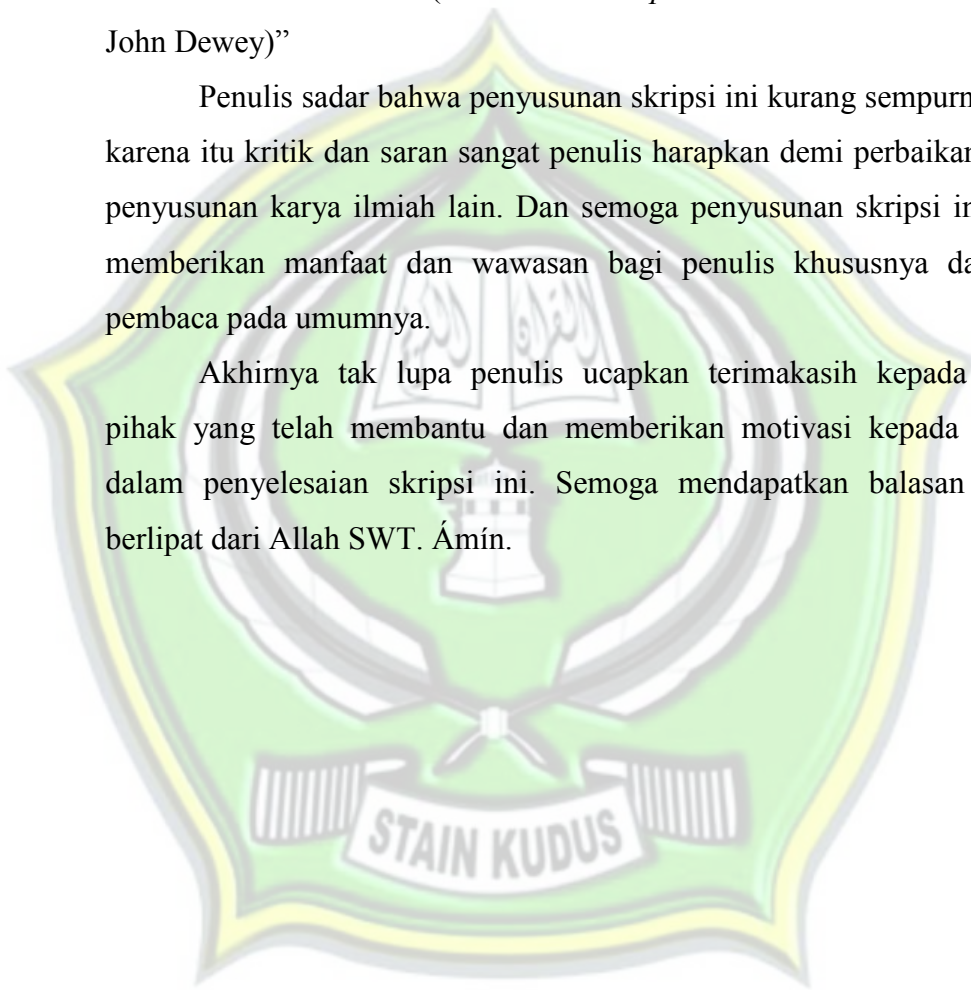 John Dewey)”
Penulis sadar bahwa penyusunan skripsi ini kurang sempurn
karena itu kritik dan saran sangat penulis harapkan demi perbaikan
penyusunan karya ilmiah lain. Dan semoga penyusunan skripsi in
memberikan manfaat dan wawasan bagi penulis khususnya da
pembaca pada umumnya.
Akhirnya tak lupa penulis ucapkan terimakasih kepada
pihak yang telah membantu dan memberikan motivasi kepada
dalam penyelesaian skripsi ini. Semoga mendapatkan balasan
berlipat dari Allah SWT. Ámín.
STAIN KUDUS